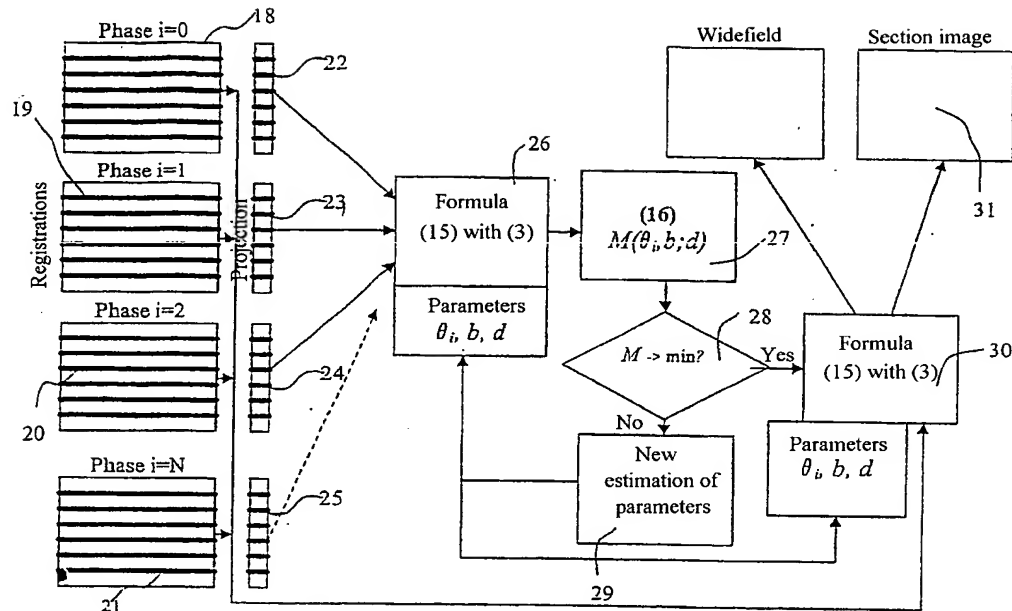 Phase i=0
18
22
19
Phase i=1
23
Registrations
Projection
Phase i=2
24
20
Phase i=N
25
21
26
Formula
(15) with (3)
Parameters
θi, b, d
(16)
M(θi, b; d)
27
28
M -> min?
Yes
No
New
estimation of
parameters
29
Widefield
Section image
31
Formula
(15) with (3)
30
Parameters
θi, b, d